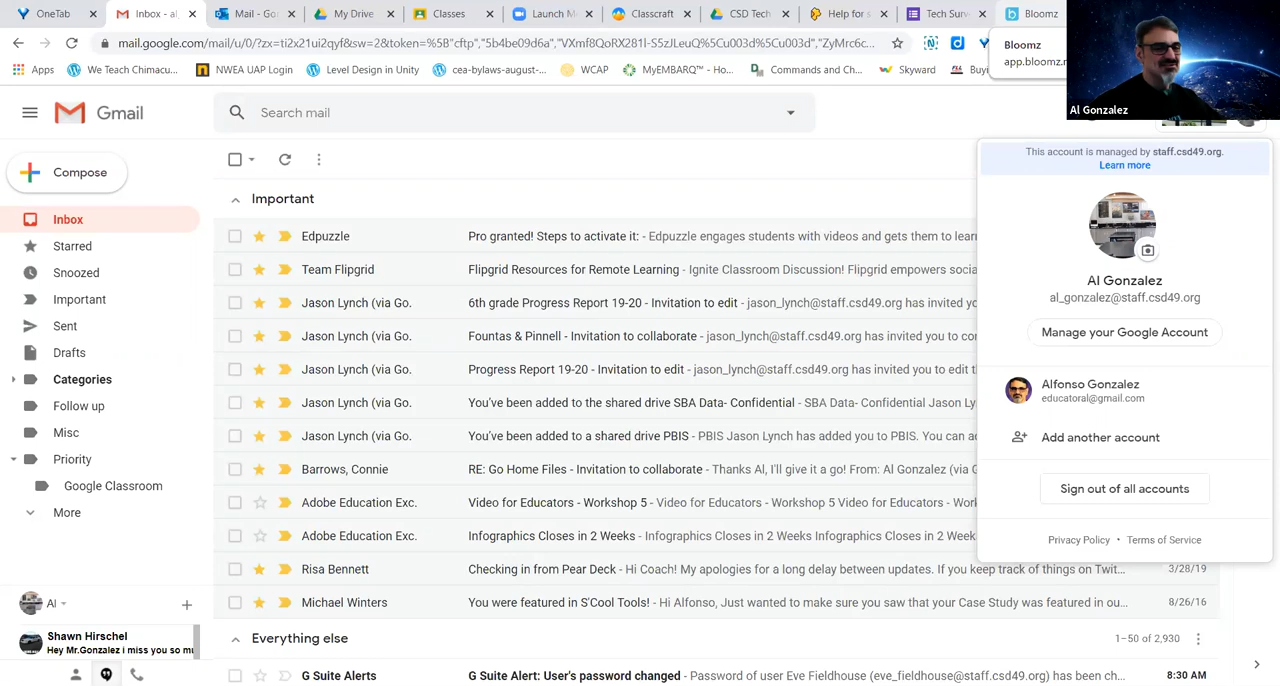 OneTab
Inbox - al_
Mail - Go
My Drive
Classes
Launch M
Classcraft
CSD Tech
Help for s
Tech Surv
Bloomz
mail.google.com/mail/u/0/?zx=ti2x21ui2qyf&sw=2&token=%5B"cftp","5b4be09d6a","VXmf8QoRX281I-S5zJLeuQ%5Cu003d%5Cu003d","ZyMrc6c...
Bloomz
app.bloomz.n
Apps
We Teach Chimacu...
NWEA UAP Login
Level Design in Unity
cea-bylaws-august-...
WCAP
MyEMBARQ™ - Ho...
Commands and Ch...
Skyward
Buyi
Al Gonzalez
Gmail
Search mail
Compose
Inbox
Starred
Snoozed
Important
Sent
Drafts
Categories
Follow up
Misc
Priority
Google Classroom
More
Al
Shawn Hirschel
Hey Mr.Gonzalez i miss you so mu
Important
Edpuzzle Pro granted! Steps to activate it: - Edpuzzle engages students with videos and gets them to lear
Team Flipgrid Flipgrid Resources for Remote Learning - Ignite Classroom Discussion! Flipgrid empowers socia
Jason Lynch (via Go. 6th grade Progress Report 19-20 - Invitation to edit - jason_lynch@staff.csd49.org has invited y
Jason Lynch (via Go. Fountas & Pinnell - Invitation to collaborate - jason_lynch@staff.csd49.org has invited you to con
Jason Lynch (via Go. Progress Report 19-20 - Invitation to edit - jason_lynch@staff.csd49.org has invited you to edit t
Jason Lynch (via Go. You've been added to the shared drive SBA Data- Confidential - SBA Data- Confidential Jason Ly
Jason Lynch (via Go. You've been added to a shared drive PBIS - PBIS Jason Lynch has added you to PBIS. You can ac
Barrows, Connie RE: Go Home Files - Invitation to collaborate - Thanks Al, I'll give it a go! From: Al Gonzalez (via G
Adobe Education Exc. Video for Educators - Workshop 5 - Video for Educators - Workshop 5 Video for Educators - Wo
Adobe Education Exc. Infographics Closes in 2 Weeks - Infographics Closes in 2 Weeks Infographics Closes in 2 Wee
Risa Bennett Checking in from Pear Deck - Hi Coach! My apologies for a long delay between updates. If you keep track of things on Twit... 3/28/19
Michael Winters You were featured in S'Cool Tools! - Hi Alfonso, Just wanted to make sure you saw that your Case Study was featured in ou... 8/26/16
Everything else 1–50 of 2,930
G Suite Alerts G Suite Alert: User's password changed - Password of user Eve Fieldhouse (eve_fieldhouse@staff.csd49.org) has been ch... 8:30 AM
This account is managed by staff.csd49.org.
Learn more
Al Gonzalez
al_gonzalez@staff.csd49.org
Manage your Google Account
Alfonso Gonzalez
educatoral@gmail.com
Add another account
Sign out of all accounts
Privacy Policy • Terms of Service